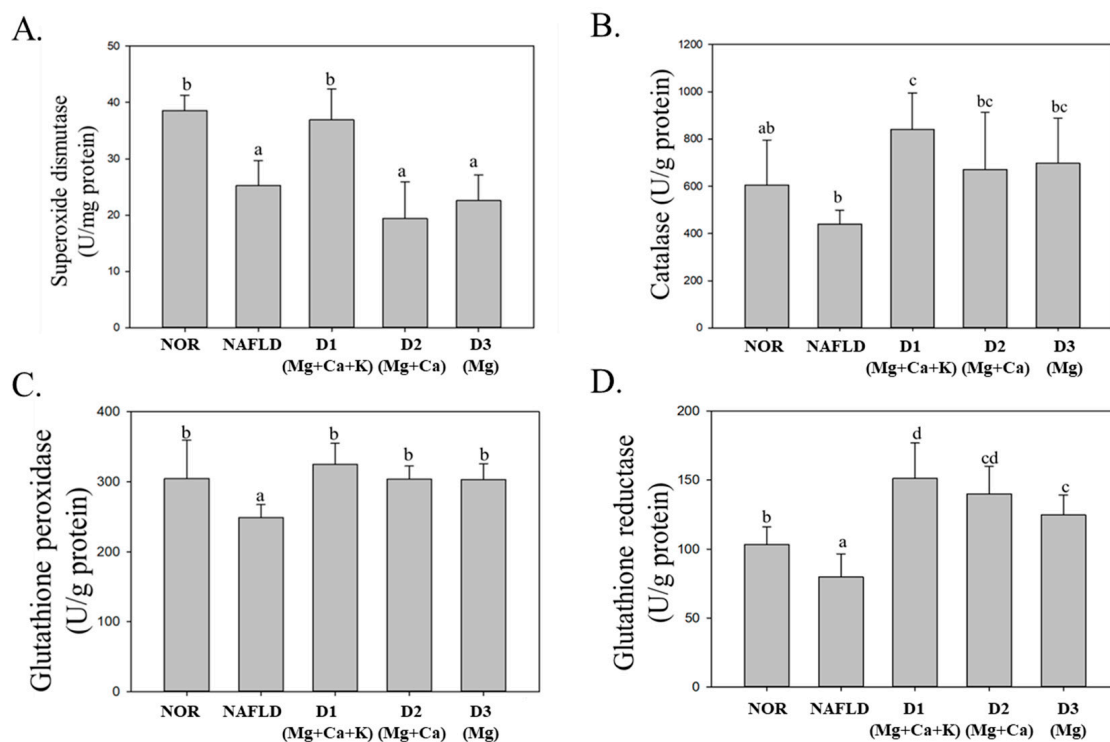 A.
Superoxide dismutase
(U/mg protein)
50
40
30
20
10
0
b
a
b
a
a
NOR NAFLD D1 D2 D3
(Mg+Ca+K) (Mg+Ca) (Mg)
B.
Catalase (U/g protein)
1200
1000
800
600
400
200
0
ab
b
c
bc
bc
NOR NAFLD D1 D2 D3
(Mg+Ca+K) (Mg+Ca) (Mg)
C.
Glutathione peroxidase
(U/g protein)
400
300
200
100
0
b
a
b
b
b
NOR NAFLD D1 D2 D3
(Mg+Ca+K) (Mg+Ca) (Mg)
D.
Glutathione reductase
(U/g protein)
200
150
100
50
0
b
a
d
cd
c
NOR NAFLD D1 D2 D3
(Mg+Ca+K) (Mg+Ca) (Mg)